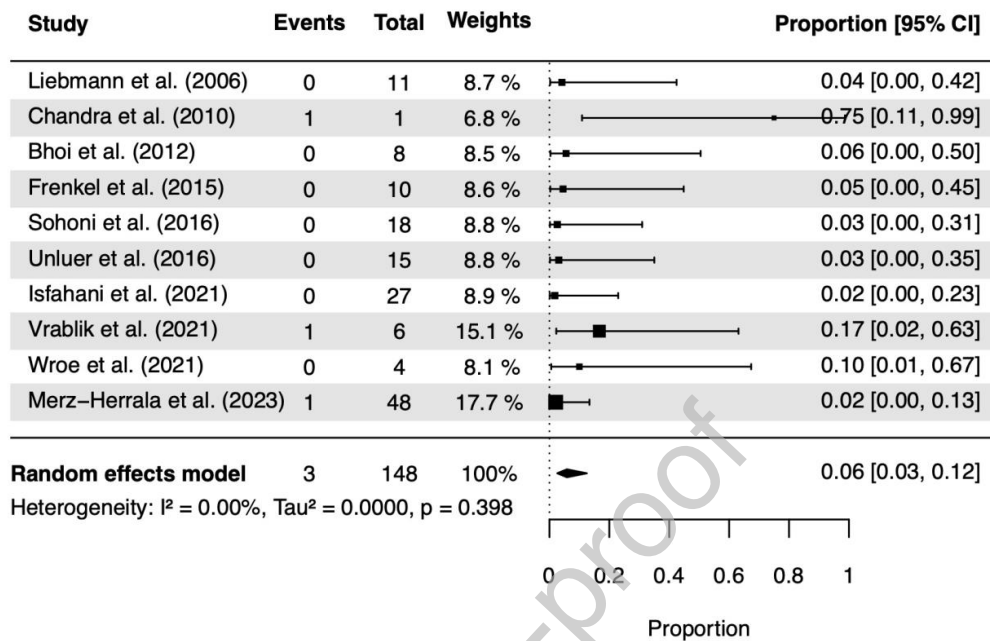 Study Events Total Weights Proportion [95% CI]
Liebmann et al. (2006) 0 11 8.7 % 0.04 [0.00, 0.42]
Chandra et al. (2010) 1 1 6.8 % 0.75 [0.11, 0.99]
Bhoi et al. (2012) 0 8 8.5 % 0.06 [0.00, 0.50]
Frenkel et al. (2015) 0 10 8.6 % 0.05 [0.00, 0.45]
Sohoni et al. (2016) 0 18 8.8 % 0.03 [0.00, 0.31]
Unluer et al. (2016) 0 15 8.8 % 0.03 [0.00, 0.35]
Isfahani et al. (2021) 0 27 8.9 % 0.02 [0.00, 0.23]
Vrablik et al. (2021) 1 6 15.1 % 0.17 [0.02, 0.63]
Wroe et al. (2021) 0 4 8.1 % 0.10 [0.01, 0.67]
Merz−Herrala et al. (2023) 1 48 17.7 % 0.02 [0.00, 0.13]
Random effects model 3 148 100% 0.06 [0.03, 0.12]
Heterogeneity: I² = 0.00%, Tau² = 0.0000, p = 0.398
0 0.2 0.4 0.6 0.8 1
Proportion
-proof